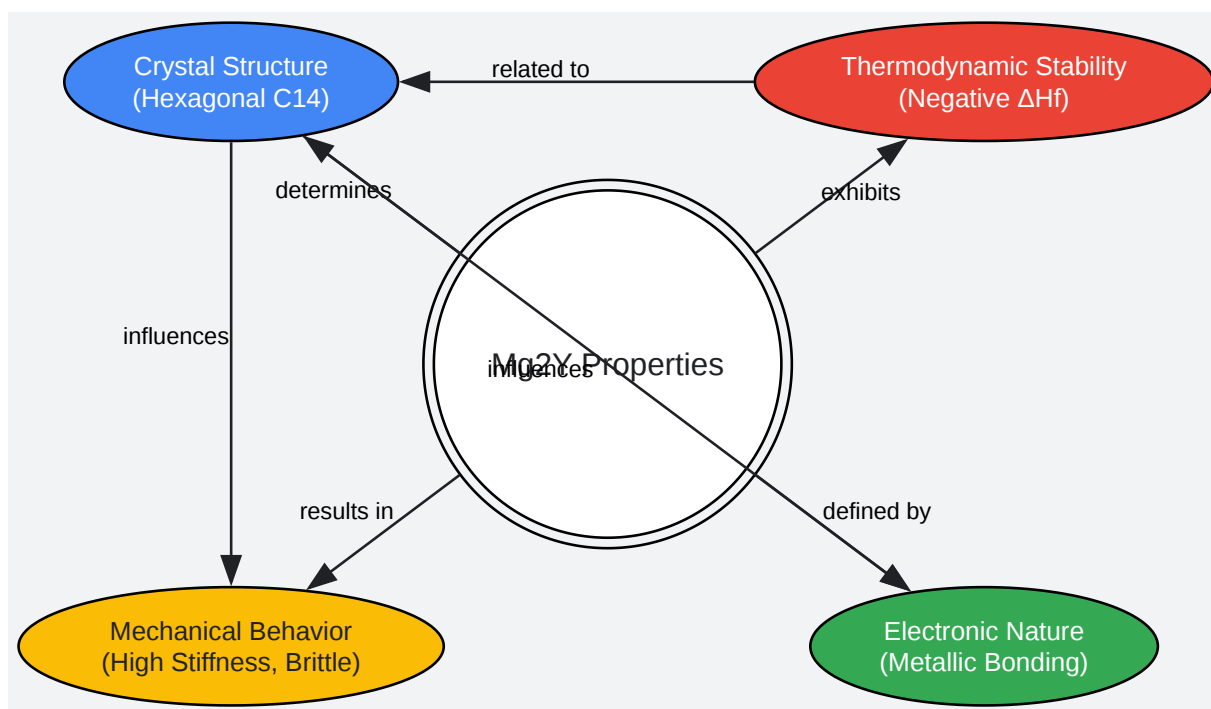 Crystal Structure
(Hexagonal C14)
related to
Thermodynamic Stability
(Negative ΔHf)
determines
exhibits
influences
Mg2Y Properties
influences
results in
defined by
Mechanical Behavior
(High Stiffness, Brittle)
Electronic Nature
(Metallic Bonding)